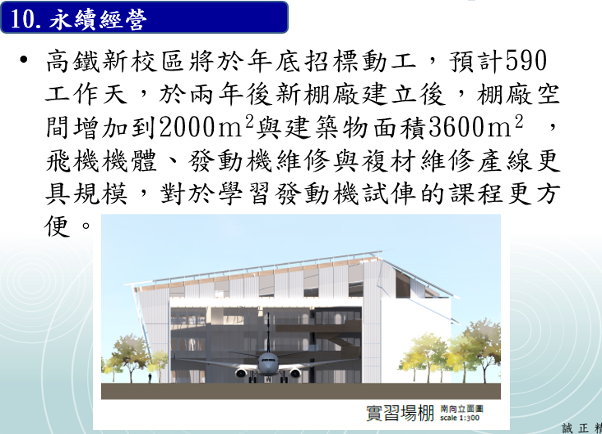 10.永續經營
• 高鐵新校區將於年底招標動工，預計590
工作天，於兩年後新棚廠建立後，棚廠空
間增加到2000m²與建築物面積3600m²，
飛機機體、發動機維修與複材維修產線更
具規模，對於學習發動機試俥的課程更方
便。
實習場棚 南向立面圖
scale 1:300
誠正精